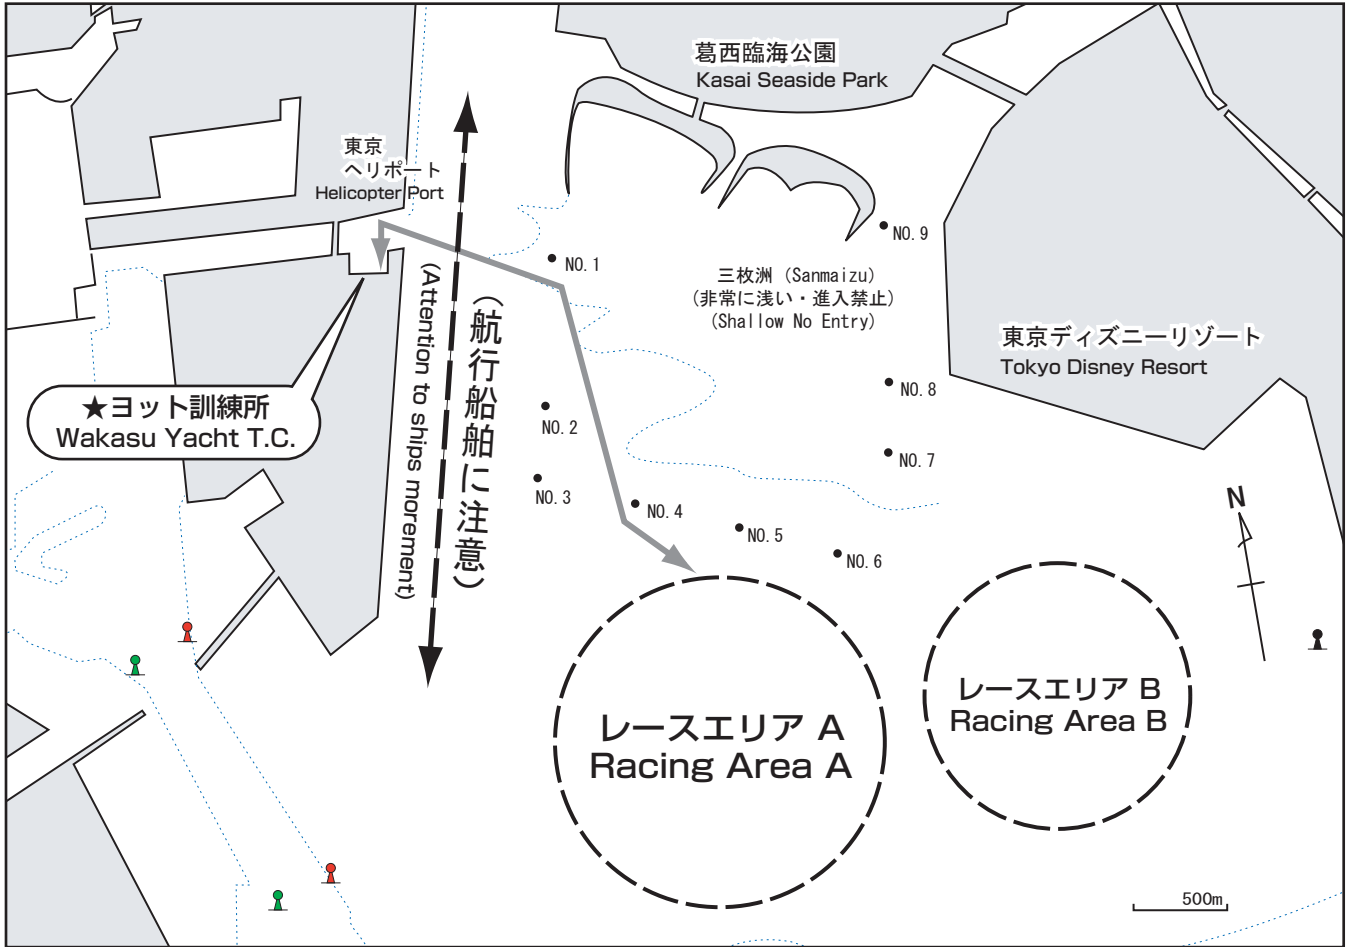 葛西臨海公園
Kasai Seaside Park
東京
ヘリポート
Helicopter Port
NO. 9
NO. 1
三枚洲（Sanmaizu）
（非常に浅い・進入禁止）
(Shallow No Entry)
東京ディズニーリゾート
Tokyo Disney Resort
（航行船舶に注意）
(Attention to ships morement)
★ヨット訓練所
Wakasu Yacht T.C.
NO. 8
NO. 2
NO. 7
NO. 3
NO. 4
NO. 5
NO. 6
N
レースエリア A
Racing Area A
レースエリア B
Racing Area B
500m